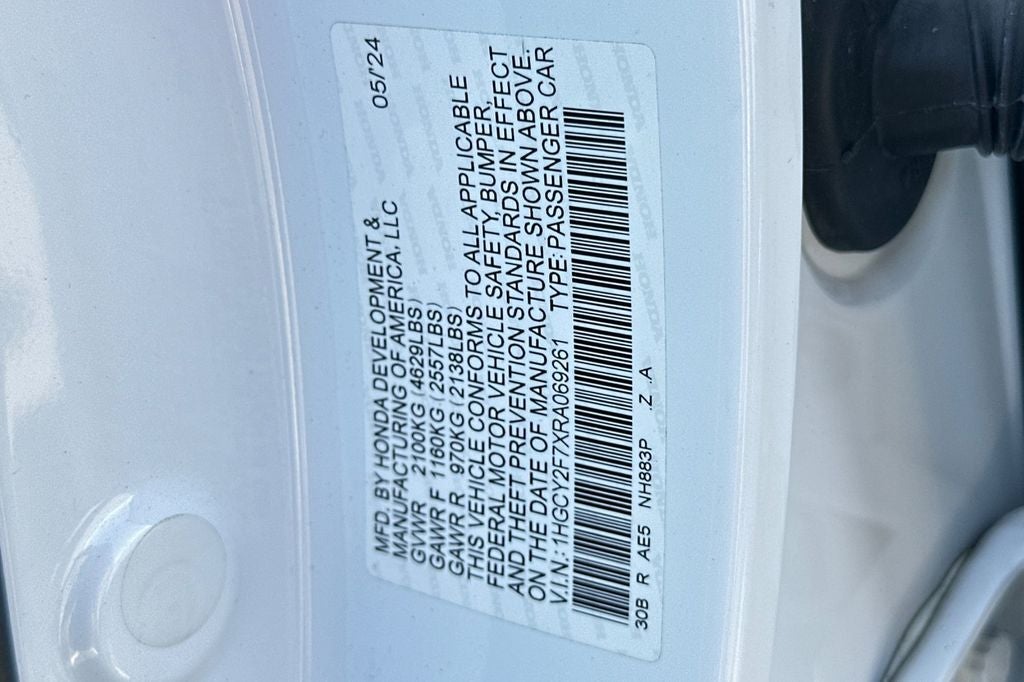 MFD. BY HONDA DEVELOPMENT & 05/'24
MANUFACTURING OF AMERICA, LLC
GVWR 2100KG (4629LBS)
GAWR F 1160KG (2557LBS)
GAWR R 970KG (2138LBS)
THIS VEHICLE CONFORMS TO ALL APPLICABLE
FEDERAL MOTOR VEHICLE SAFETY, BUMPER,
AND THEFT PREVENTION STANDARDS IN EFFECT
ON THE DATE OF MANUFACTURE SHOWN ABOVE.
V.I.N.: 1HGCY2F7XRA069261 TYPE: PASSENGER CAR
30B R AE5 NH883P .Z .A